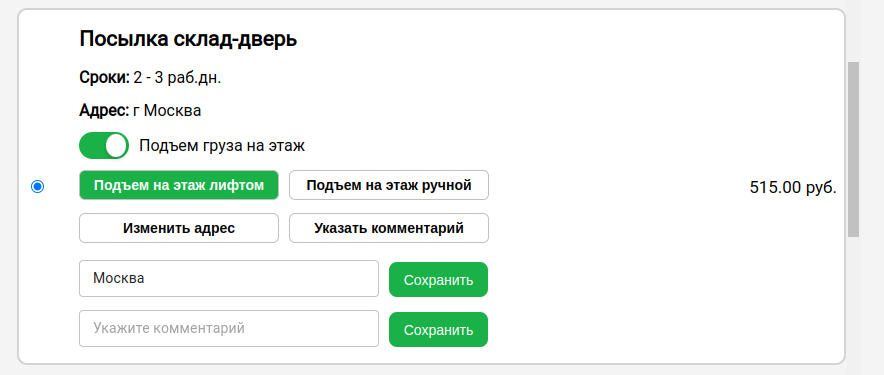 Посылка склад-дверь
Сроки: 2 - 3 раб.дн.
Адрес: г Москва
Подъем груза на этаж
Подъем на этаж лифтом Подъем на этаж ручной 515.00 руб.
Изменить адрес Указать комментарий
Москва Сохранить
Укажите комментарий Сохранить